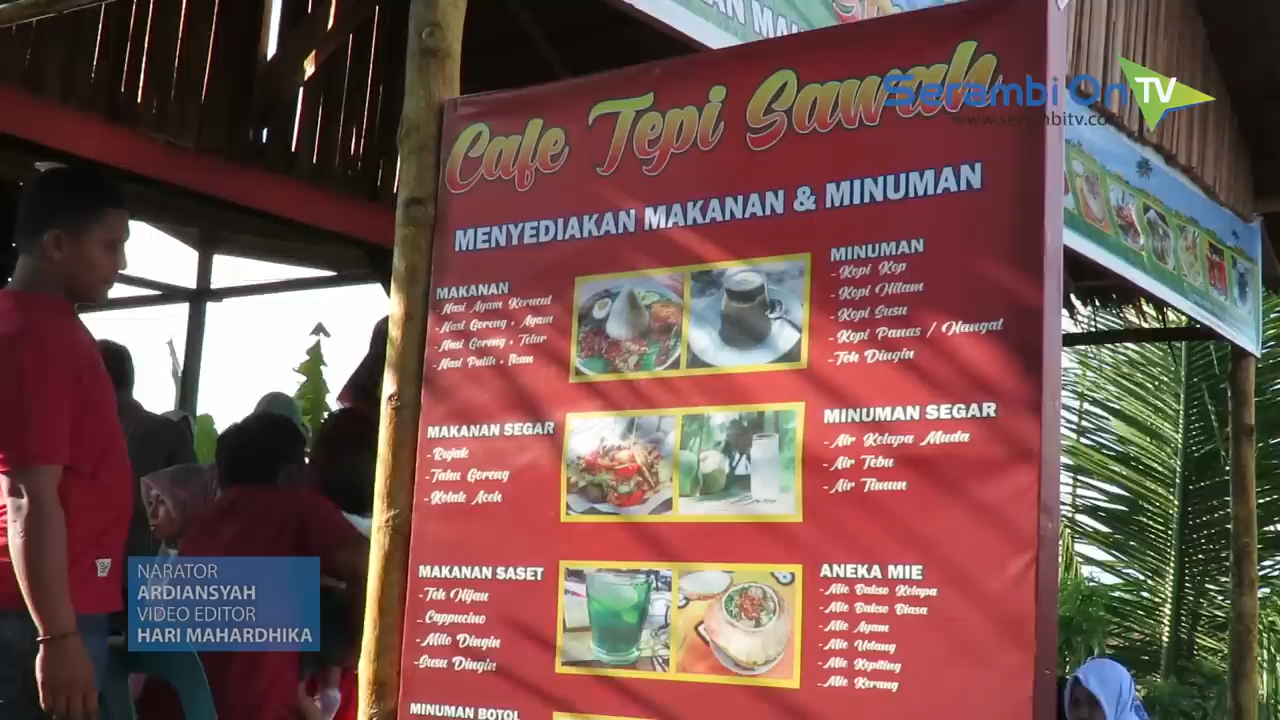 Cafe Tepi Sawah
MENYEDIAKAN MAKANAN & MINUMAN
MAKANAN
-Nasi Ayam Kerucut
-Nasi Goreng + Ayam
-Nasi Goreng + Telur
-Nasi Putih + Ikan
MINUMAN
-Kopi Kop
-Kopi Hitam
-Kopi Susu
-Kopi Panas / Hangat
-Teh Dingin
MAKANAN SEGAR
-Rujak
-Tahu Goreng
-Kolak Aceh
MINUMAN SEGAR
-Air Kelapa Muda
-Air Tebu
-Air Timun
MAKANAN SASET
-Teh Hijau
-Cappucino
-Milo Dingin
-Susu Dingin
ANEKA MIE
-Mie Bakso Kelapa
-Mie Bakso Biasa
-Mie Ayam
-Mie Udang
-Mie Kepiting
-Mie Kerang
MINUMAN BOTOL
Serambi On TV
www.serambitv.com
NARATOR
ARDIANSYAH
VIDEO EDITOR
HARI MAHARDHIKA